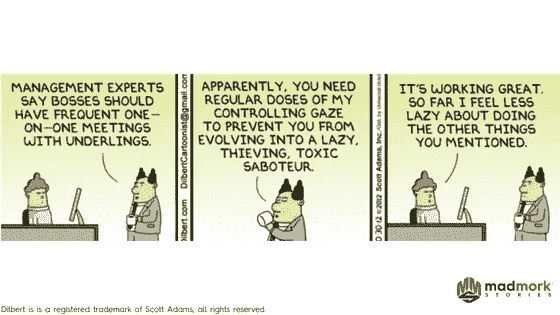 MANAGEMENT EXPERTS
SAY BOSSES SHOULD
HAVE FREQUENT ONE-
ON-ONE MEETINGS
WITH UNDERLINGS.
DilbertCartoonist@gmail.com
Dilbert.com
APPARENTLY, YOU NEED
REGULAR DOSES OF MY
CONTROLLING GAZE
TO PREVENT YOU FROM
EVOLVING INTO A LAZY,
THIEVING, TOXIC
SABOTEUR.
©2012 Scott Adams, Inc.
IT'S WORKING GREAT.
SO FAR I FEEL LESS
LAZY ABOUT DOING
THE OTHER THINGS
YOU MENTIONED.
madmork
STORIES
Dilbert is is a registered trademark of Scott Adams, all rights reserved